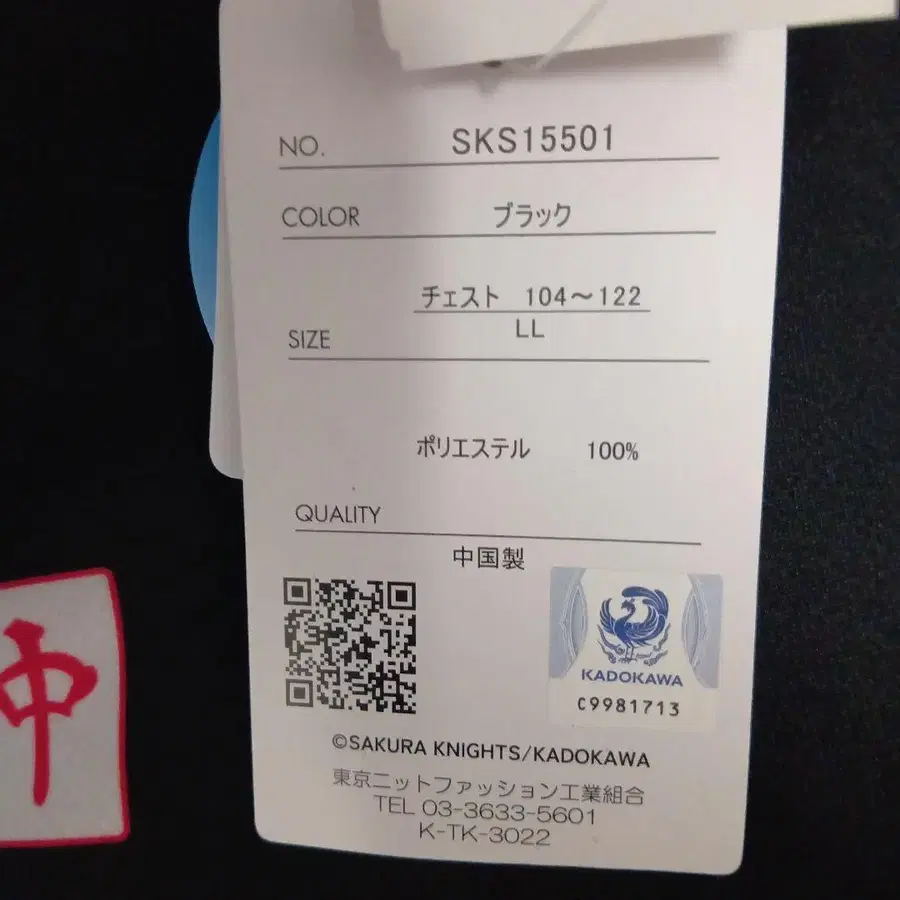 NO. SKS15501
COLOR ブラック
チェスト 104～122
SIZE LL
ポリエステル 100%
QUALITY
中国製
KADOKAWA
C9981713
©SAKURA KNIGHTS/KADOKAWA
東京ニットファッション工業組合
TEL 03-3633-5601
K-TK-3022
中